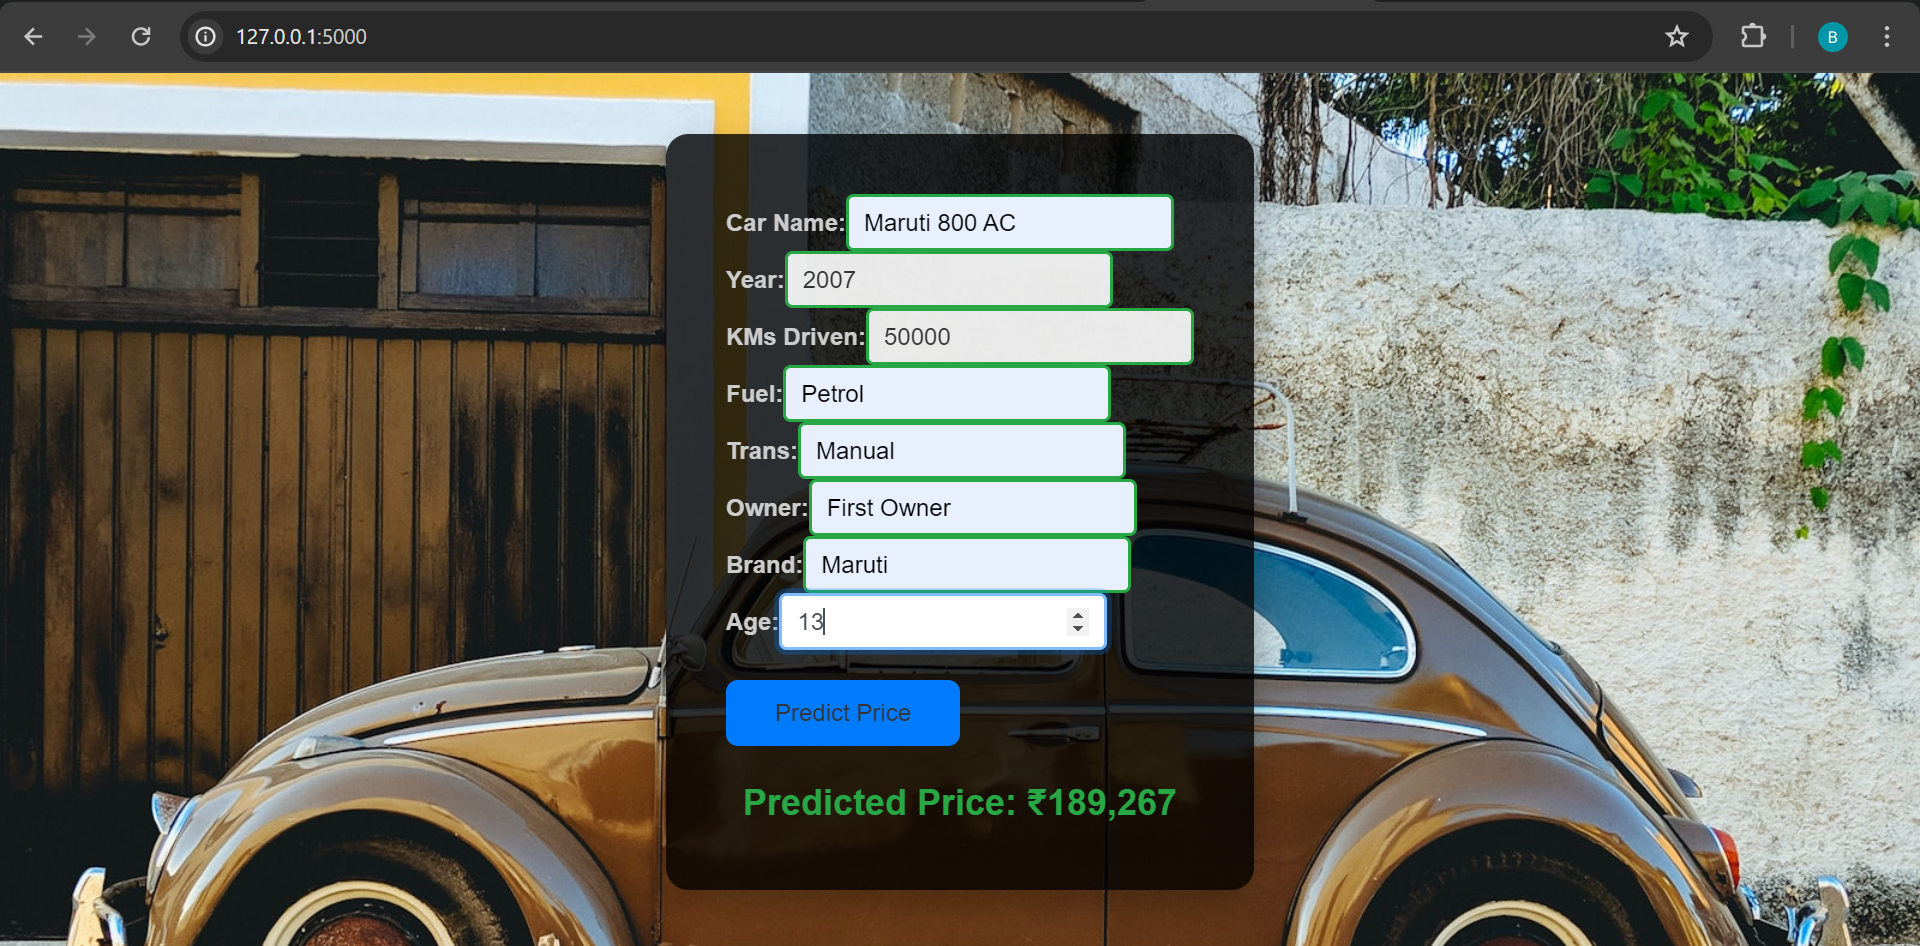 127.0.0.1:5000
B
Car Name: Maruti 800 AC
Year: 2007
KMs Driven: 50000
Fuel: Petrol
Trans: Manual
Owner: First Owner
Brand: Maruti
Age: 13
Predict Price
Predicted Price: ₹189,267